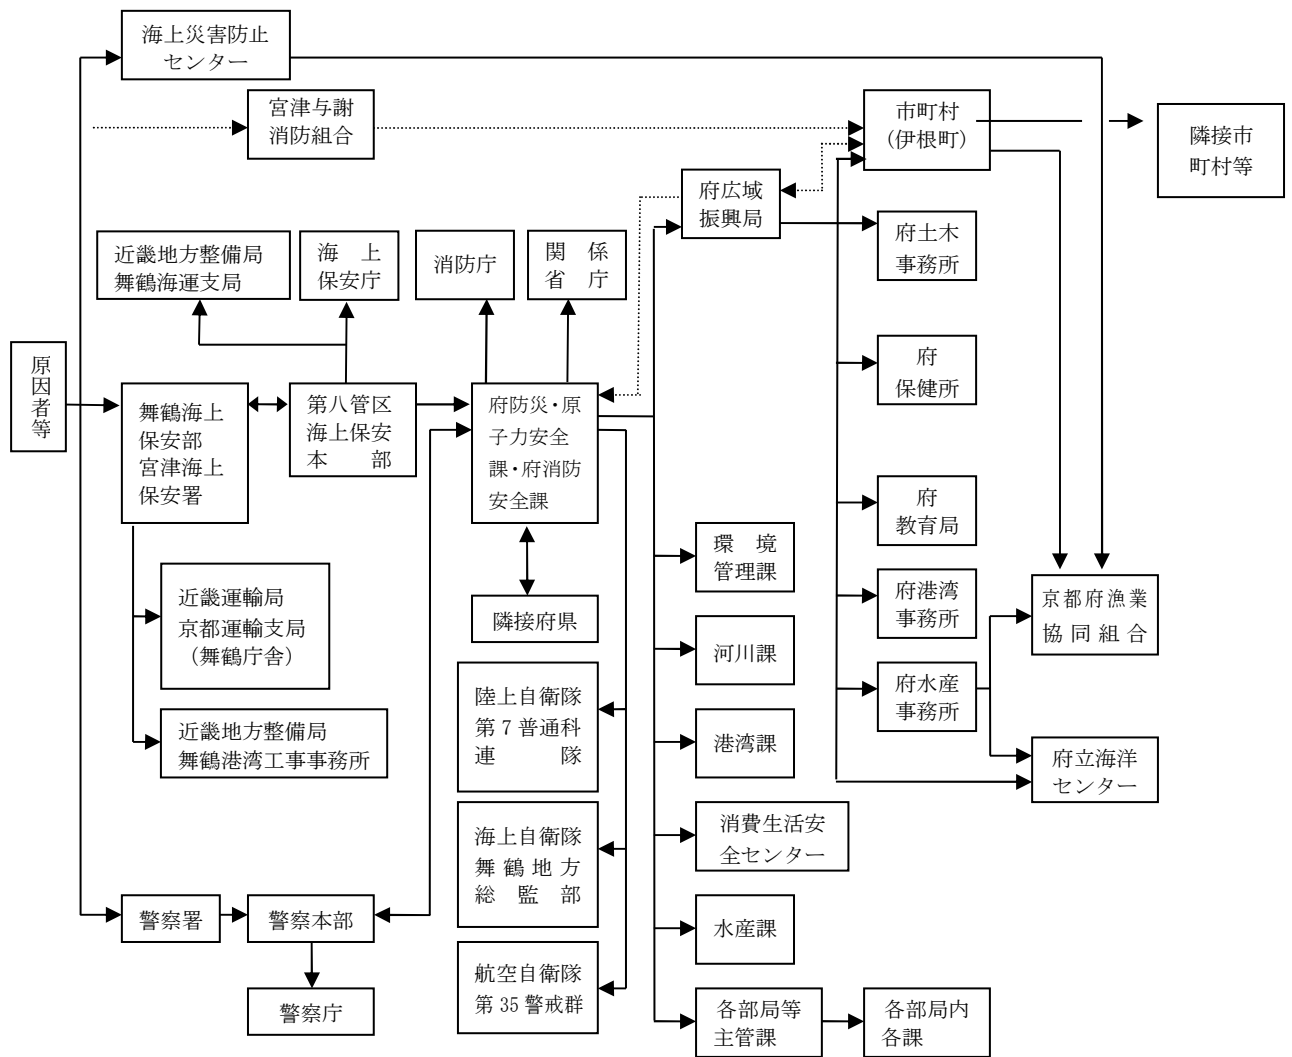 海上災害防止
センター
宮津与謝
消防組合
市町村
(伊根町)
隣接市
町村等
府広域
振興局
府土木
事務所
近畿地方整備局
舞鶴海運支局
海　上
保安庁
消防庁
関　係
省　庁
原因者等
舞鶴海上
保安部
宮津海上
保安署
第八管区
海上保安
本　　部
府防災・原
子力安全
課・府消防
安全課
府
保健所
府
教育局
環　境
管理課
近畿運輸局
京都運輸支局
（舞鶴庁舎）
隣接府県
府港湾
事務所
京都府漁業
協同組合
河川課
陸上自衛隊
第７普通科
連　　　隊
府水産
事務所
近畿地方整備局
舞鶴港湾工事事務所
港湾課
府立海洋
センター
海上自衛隊
舞鶴地方
総　監　部
消費生活安
全センター
警察署
警察本部
水産課
航空自衛隊
第 35 警戒群
警察庁
各部局等
主管課
各部局内
各課